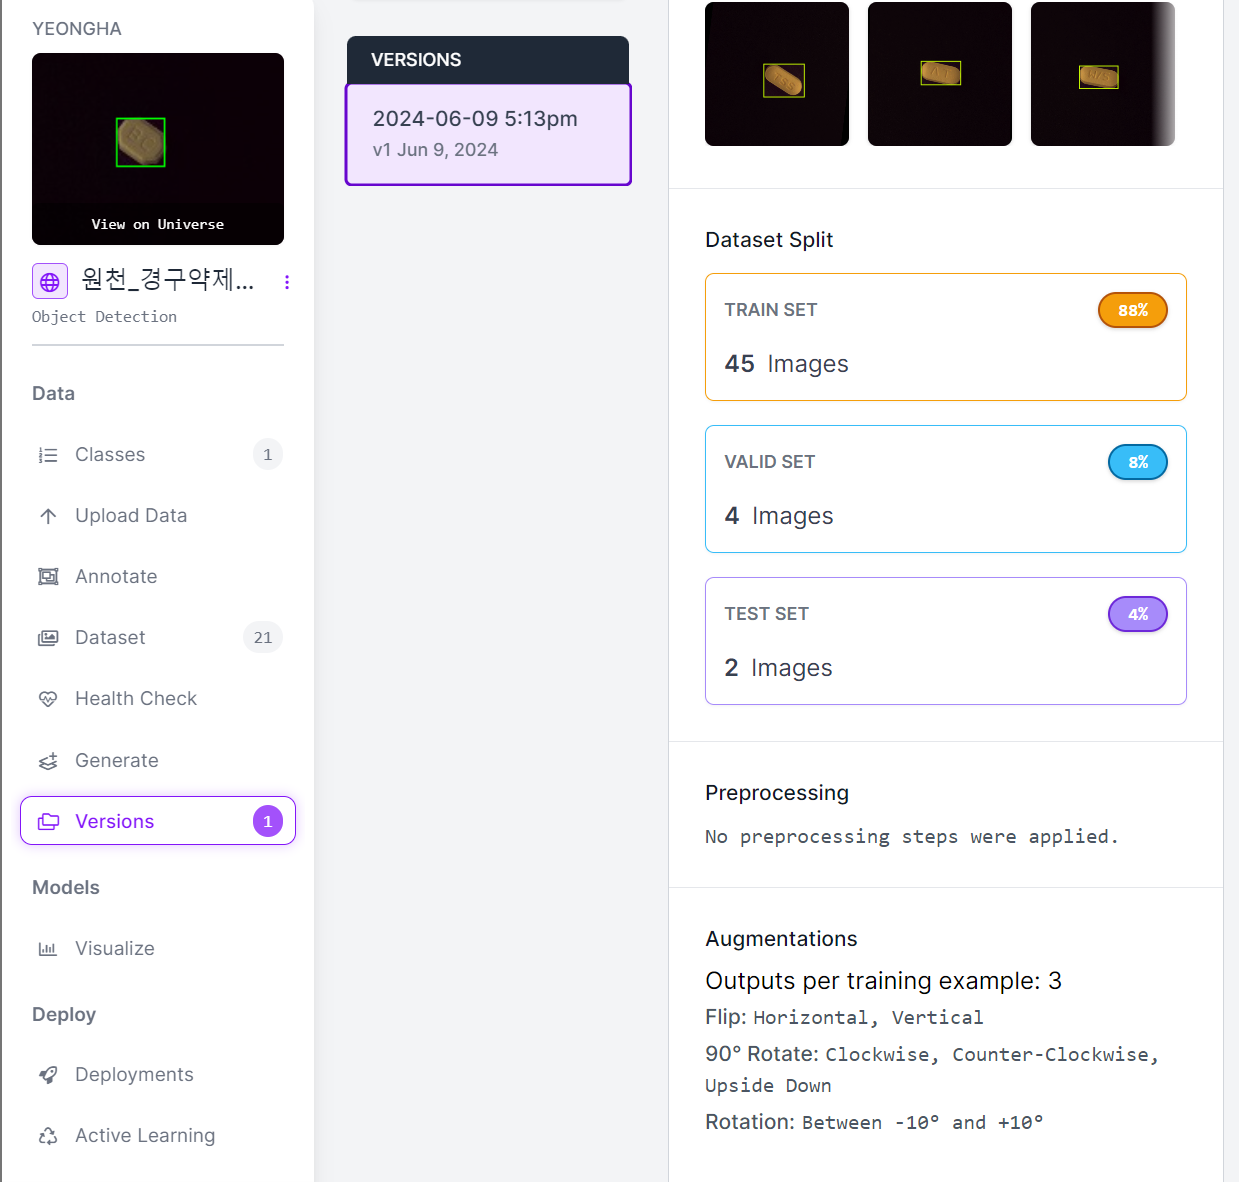 YEONGHA
BC
View on Universe
원천_경구약제...
Object Detection
Data
Classes 1
Upload Data
Annotate
Dataset 21
Health Check
Generate
Versions 1
Models
Visualize
Deploy
Deployments
Active Learning
VERSIONS
2024-06-09 5:13pm
v1 Jun 9, 2024
Dataset Split
TRAIN SET 88%
45 Images
VALID SET 8%
4 Images
TEST SET 4%
2 Images
Preprocessing
No preprocessing steps were applied.
Augmentations
Outputs per training example: 3
Flip: Horizontal, Vertical
90° Rotate: Clockwise, Counter-Clockwise,
Upside Down
Rotation: Between -10° and +10°